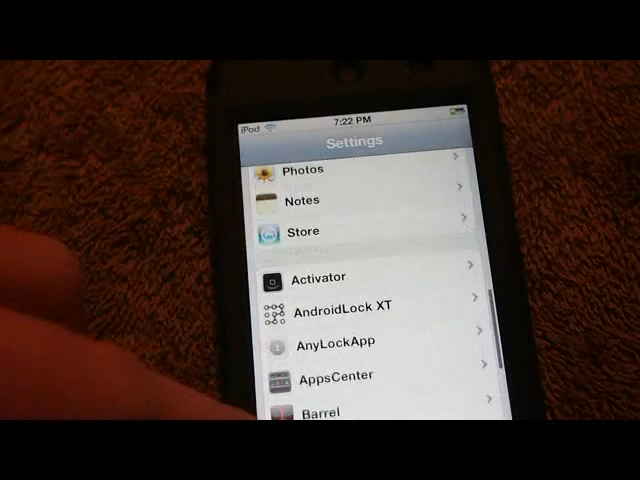 iPod 7:22 PM
Settings
Photos
Notes
Store
Activator
AndroidLock XT
AnyLockApp
AppsCenter
Barrel